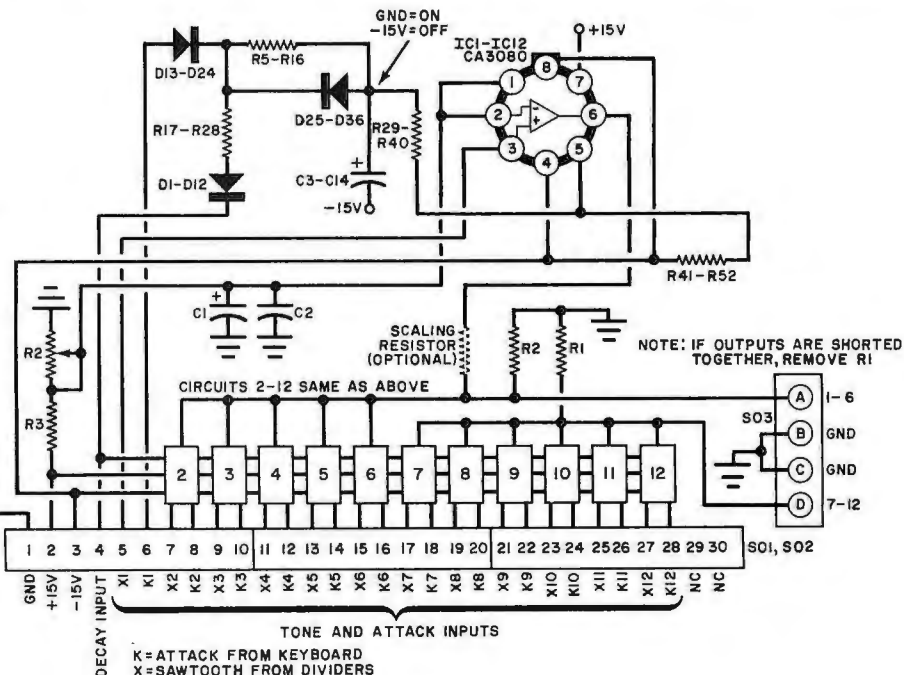 GND=ON
-15V=OFF
IC1-IC12
CA3080
+15V
D13-D24
R5-R16
D25-D36
R17-R28
R29-
R40
D1-D12
+
C3-C14
-15V
8
1
7
2
-
+
6
3
5
4
R41-R52
+
C1
C2
R2
R3
SCALING
RESISTOR
(OPTIONAL)
R2
R1
NOTE: IF OUTPUTS ARE SHORTED
TOGETHER, REMOVE R1
CIRCUITS 2-12 SAME AS ABOVE
A 1-6
SO3
B GND
C GND
D 7-12
2 3 4 5 6 7 8 9 10 11 12
1 2 3 4 5 6 7 8 9 10 11 12 13 14 15 16 17 18 19 20 21 22 23 24 25 26 27 28 29 30 SO1, SO2
GND +15V -15V DECAY INPUT X1 K1 X2 K2 X3 K3 X4 K4 X5 K5 X6 K6 X7 K7 X8 K8 X9 K9 X10 K10 X11 K11 X12 K12 NC NC
TONE AND ATTACK INPUTS
K=ATTACK FROM KEYBOARD
X=SAWTOOTH FROM DIVIDERS